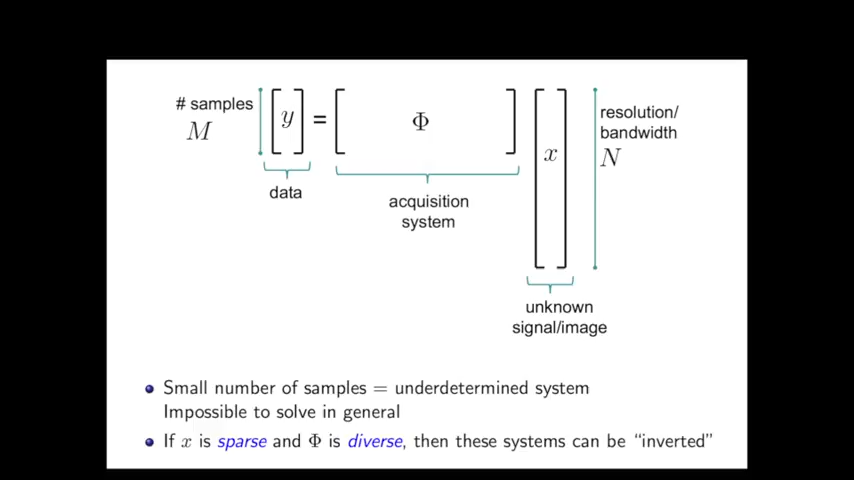 # samples
M
y = Φ x
resolution/
bandwidth
N
data
acquisition
system
unknown
signal/image
Small number of samples = underdetermined system
Impossible to solve in general
If x is sparse and Φ is diverse, then these systems can be “inverted”